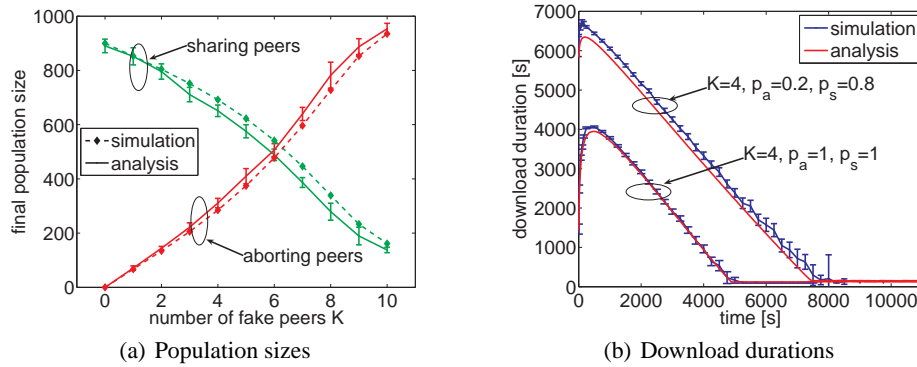 1000
800
600
400
200
0
final population size
sharing peers
simulation
analysis
aborting peers
0 2 4 6 8 10
number of fake peers K
(a) Population sizes
7000
6000
5000
4000
3000
2000
1000
0
download duration [s]
simulation
analysis
K=4, p_a=0.2, p_s=0.8
K=4, p_a=1, p_s=1
0 2000 4000 6000 8000 10000
time [s]
(b) Download durations